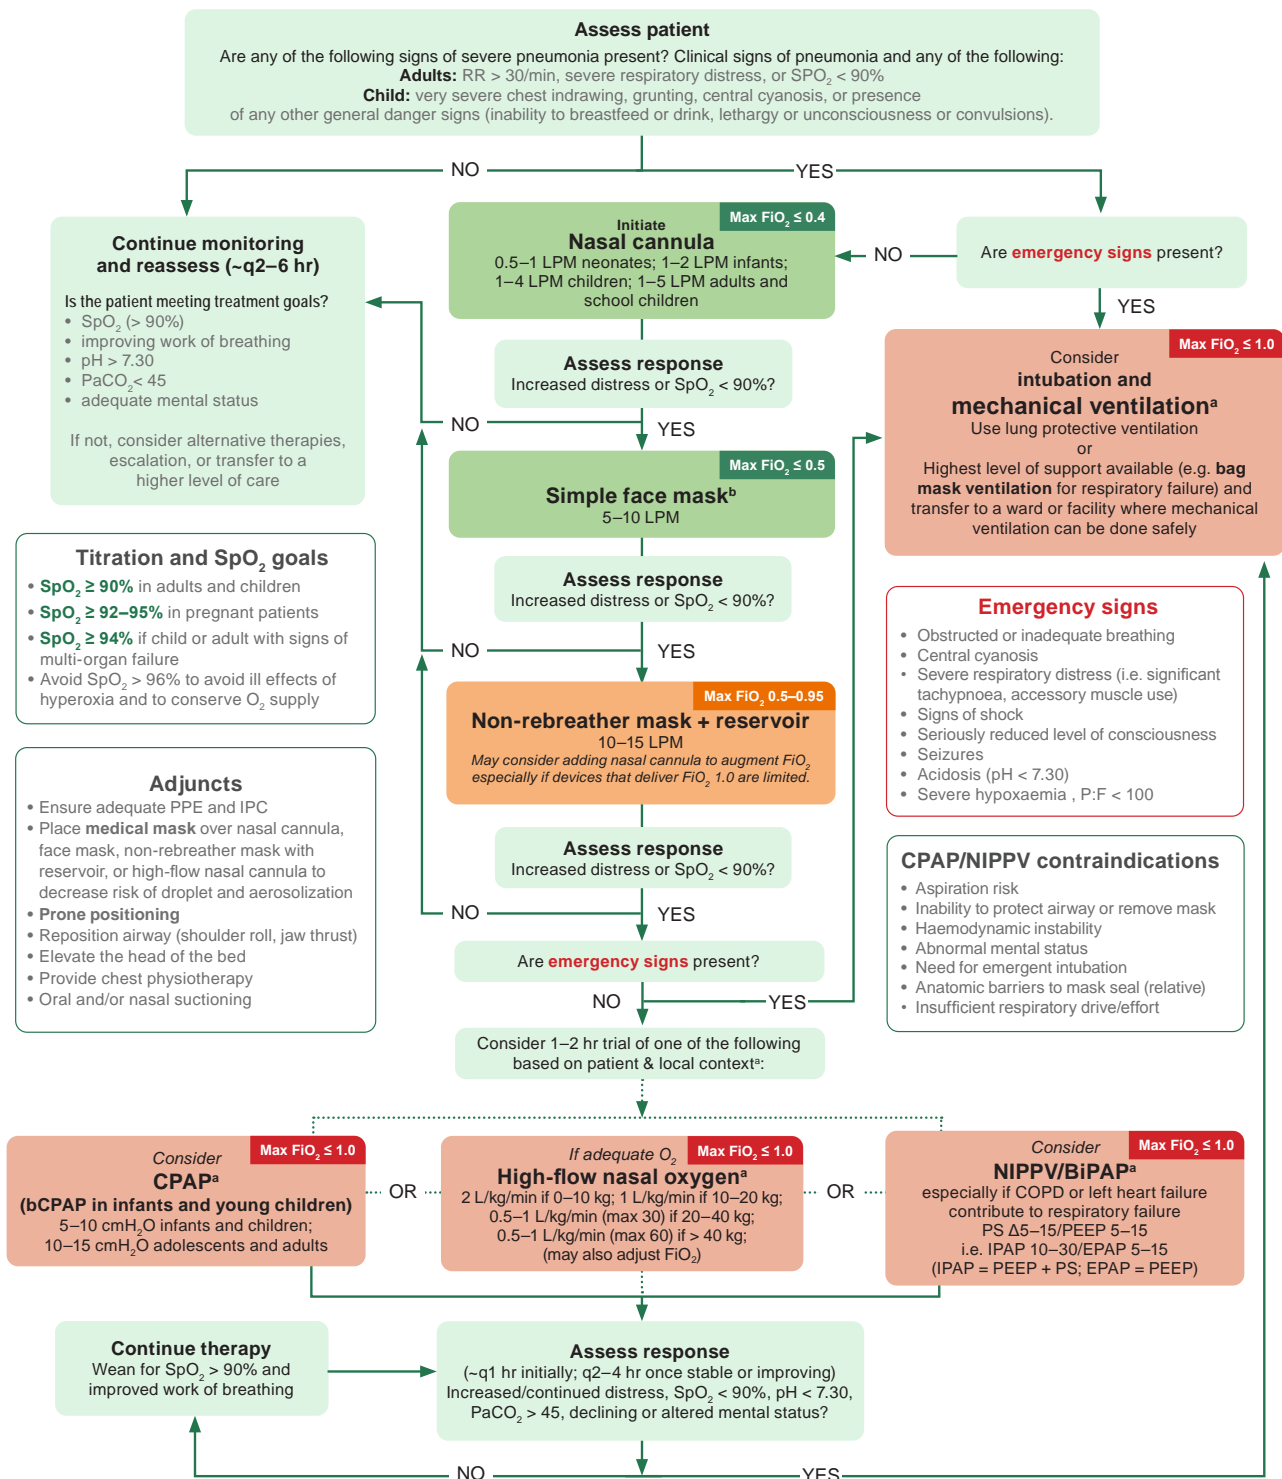 Assess patient
Are any of the following signs of severe pneumonia present? Clinical signs of pneumonia and any of the following:
Adults: RR > 30/min, severe respiratory distress, or SPO₂ < 90%
Child: very severe chest indrawing, grunting, central cyanosis, or presence
of any other general danger signs (inability to breastfeed or drink, lethargy or unconsciousness or convulsions).
NO
YES
Continue monitoring
and reassess (~q2–6 hr)
Is the patient meeting treatment goals?
• SpO₂ (> 90%)
• improving work of breathing
• pH > 7.30
• PaCO₂ < 45
• adequate mental status
If not, consider alternative therapies,
escalation, or transfer to a
higher level of care
Max FiO₂ ≤ 0.4
Initiate
Nasal cannula
0.5–1 LPM neonates; 1–2 LPM infants;
1–4 LPM children; 1–5 LPM adults and
school children
NO
Are emergency signs present?
YES
Max FiO₂ ≤ 1.0
Consider
intubation and
mechanical ventilationᵃ
Use lung protective ventilation
or
Highest level of support available (e.g. bag
mask ventilation for respiratory failure) and
transfer to a ward or facility where mechanical
ventilation can be done safely
Assess response
Increased distress or SpO₂ < 90%?
NO
YES
Max FiO₂ ≤ 0.5
Simple face maskᵇ
5–10 LPM
Assess response
Increased distress or SpO₂ < 90%?
NO
YES
Max FiO₂ 0.5–0.95
Non-rebreather mask + reservoir
10–15 LPM
May consider adding nasal cannula to augment FiO₂
especially if devices that deliver FiO₂ 1.0 are limited.
Assess response
Increased distress or SpO₂ < 90%?
NO
YES
Are emergency signs present?
NO
YES
Consider 1–2 hr trial of one of the following
based on patient & local contextᵃ:
Titration and SpO₂ goals
• SpO₂ ≥ 90% in adults and children
• SpO₂ ≥ 92–95% in pregnant patients
• SpO₂ ≥ 94% if child or adult with signs of
multi-organ failure
• Avoid SpO₂ > 96% to avoid ill effects of
hyperoxia and to conserve O₂ supply
Adjuncts
• Ensure adequate PPE and IPC
• Place medical mask over nasal cannula,
face mask, non-rebreather mask with
reservoir, or high-flow nasal cannula to
decrease risk of droplet and aerosolization
• Prone positioning
• Reposition airway (shoulder roll, jaw thrust)
• Elevate the head of the bed
• Provide chest physiotherapy
• Oral and/or nasal suctioning
Emergency signs
• Obstructed or inadequate breathing
• Central cyanosis
• Severe respiratory distress (i.e. significant
tachypnoea, accessory muscle use)
• Signs of shock
• Seriously reduced level of consciousness
• Seizures
• Acidosis (pH < 7.30)
• Severe hypoxaemia , P:F < 100
CPAP/NIPPV contraindications
• Aspiration risk
• Inability to protect airway or remove mask
• Haemodynamic instability
• Abnormal mental status
• Need for emergent intubation
• Anatomic barriers to mask seal (relative)
• Insufficient respiratory drive/effort
Max FiO₂ ≤ 1.0
Consider
CPAPᵃ
(bCPAP in infants and young children)
5–10 cmH₂O infants and children;
10–15 cmH₂O adolescents and adults
OR
Max FiO₂ ≤ 1.0
If adequate O₂
High-flow nasal oxygenᵃ
2 L/kg/min if 0–10 kg; 1 L/kg/min if 10–20 kg;
0.5–1 L/kg/min (max 30) if 20–40 kg;
0.5–1 L/kg/min (max 60) if > 40 kg;
(may also adjust FiO₂)
OR
Max FiO₂ ≤ 1.0
Consider
NIPPV/BiPAPᵃ
especially if COPD or left heart failure
contribute to respiratory failure
PS Δ5–15/PEEP 5–15
i.e. IPAP 10–30/EPAP 5–15
(IPAP = PEEP + PS; EPAP = PEEP)
Continue therapy
Wean for SpO₂ > 90% and
improved work of breathing
Assess response
(~q1 hr initially; q2–4 hr once stable or improving)
Increased/continued distress, SpO₂ < 90%, pH < 7.30,
PaCO₂ > 45, declining or altered mental status?
NO
YES